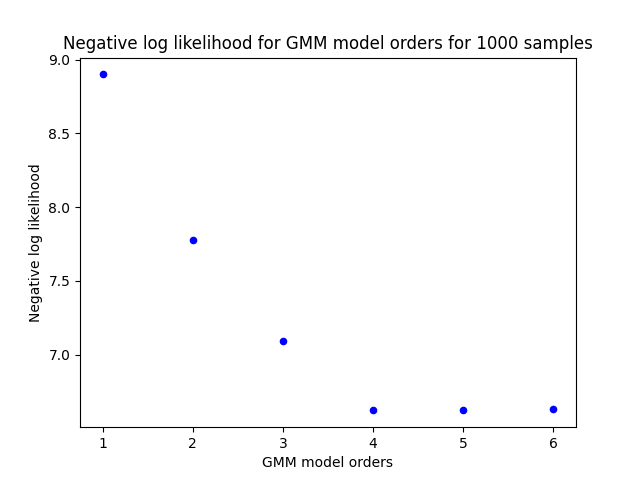 Negative log likelihood for GMM model orders for 1000 samples
9.0
8.5
8.0
7.5
7.0
Negative log likelihood
1 2 3 4 5 6
GMM model orders